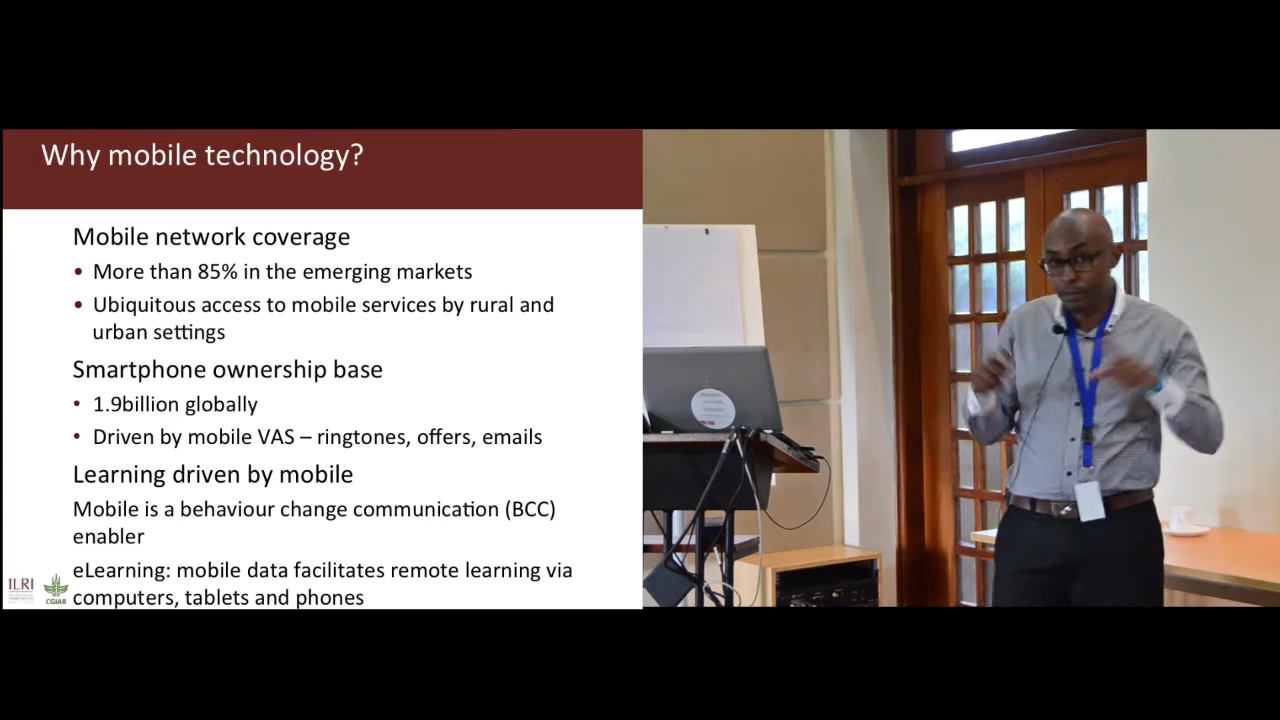 Why mobile technology?
Mobile network coverage
• More than 85% in the emerging markets
• Ubiquitous access to mobile services by rural and
urban settings
Smartphone ownership base
• 1.9billion globally
• Driven by mobile VAS – ringtones, offers, emails
Learning driven by mobile
Mobile is a behaviour change communication (BCC)
enabler
eLearning: mobile data facilitates remote learning via
computers, tablets and phones
ILRI
CGIAR